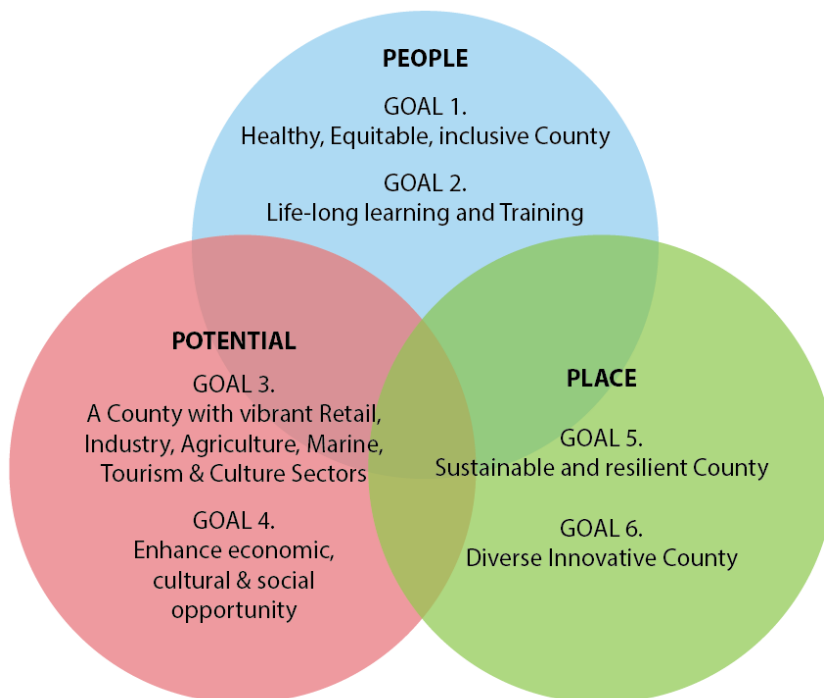 PEOPLE
GOAL 1.
Healthy, Equitable, inclusive County
GOAL 2.
Life-long learning and Training
POTENTIAL
GOAL 3.
A County with vibrant Retail,
Industry, Agriculture, Marine,
Tourism & Culture Sectors
GOAL 4.
Enhance economic,
cultural & social
opportunity
PLACE
GOAL 5.
Sustainable and resilient County
GOAL 6.
Diverse Innovative County